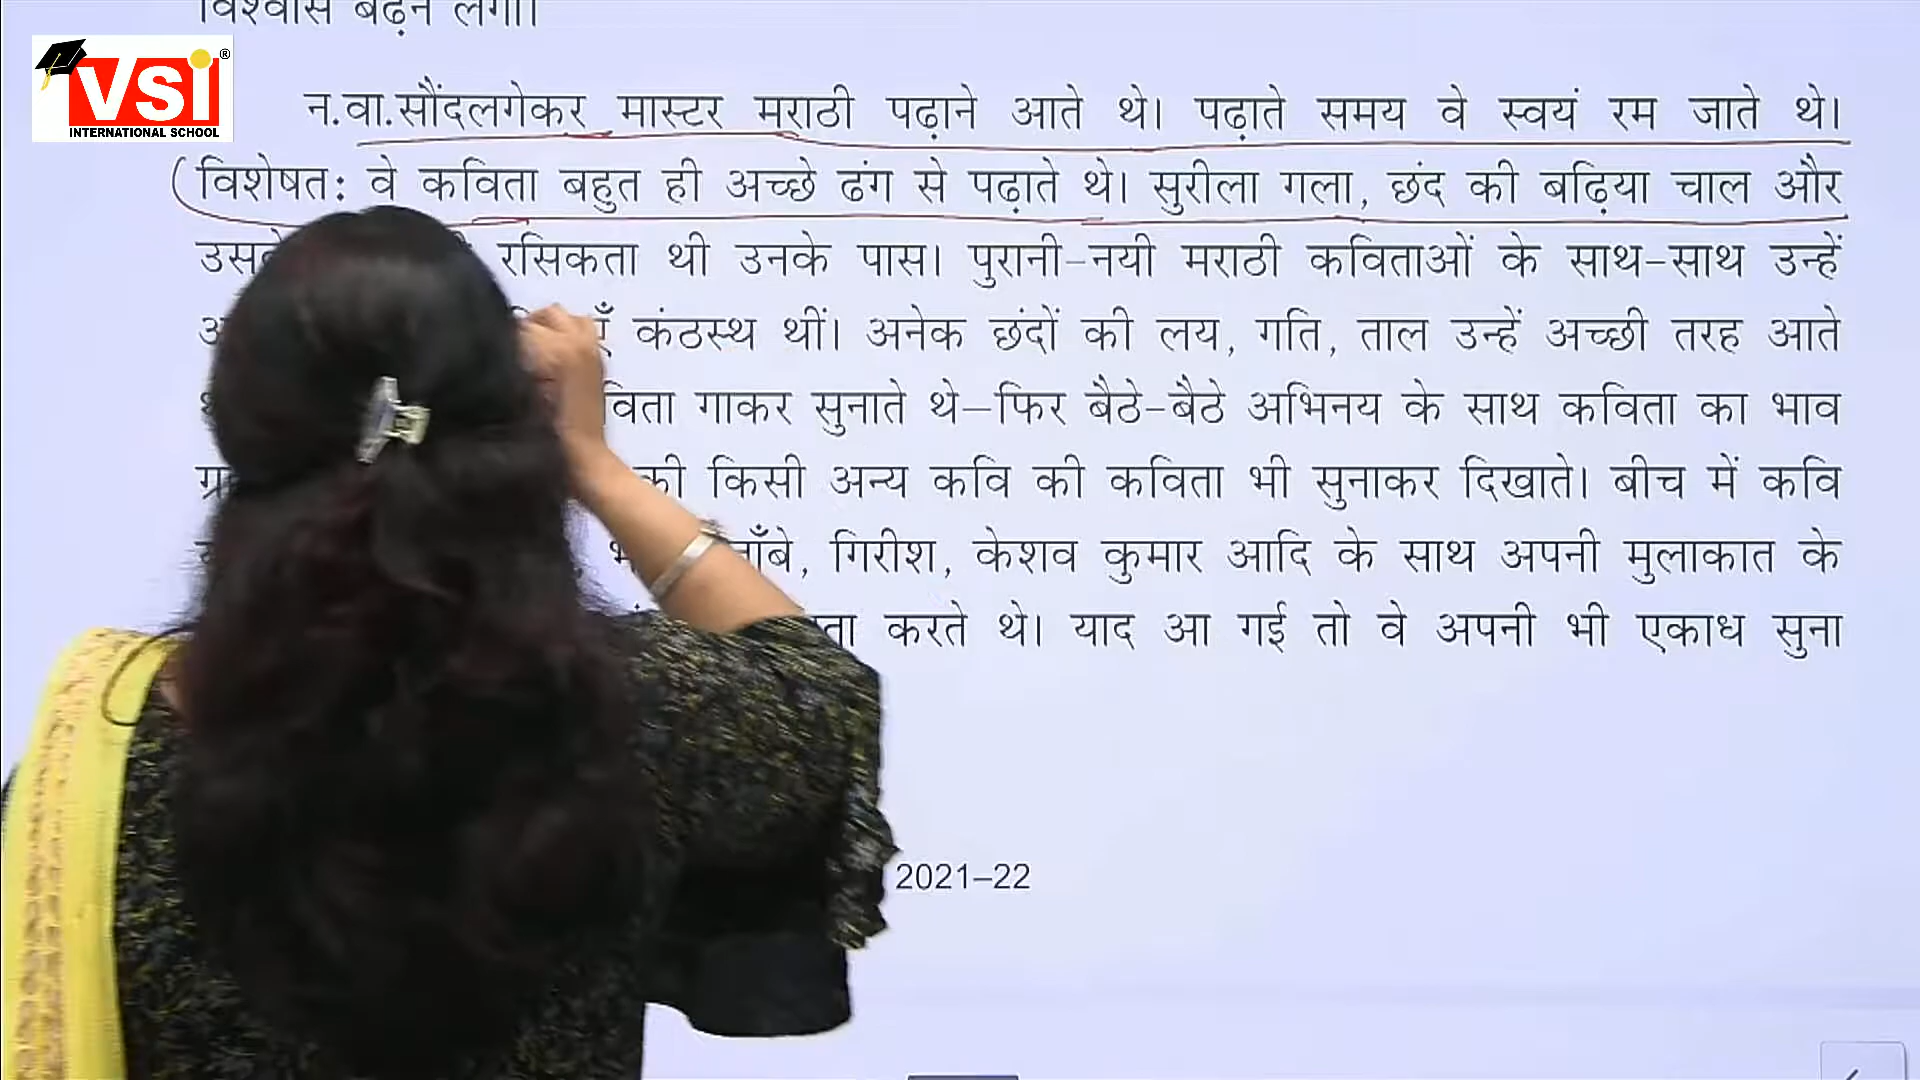 विश्वास बढ़ने लगा।
VSI ®
INTERNATIONAL SCHOOL
न.वा.सौंदलगेकर मास्टर मराठी पढ़ाने आते थे। पढ़ाते समय वे स्वयं रम जाते थे।
विशेषत: वे कविता बहुत ही अच्छे ढंग से पढ़ाते थे। सुरीला गला, छंद की बढ़िया चाल और
रसिकता थी उनके पास। पुरानी-नयी मराठी कविताओं के साथ-साथ उन्हें
कंठस्थ थीं। अनेक छंदों की लय, गति, ताल उन्हें अच्छी तरह आते
गाकर सुनाते थे–फिर बैठे-बैठे अभिनय के साथ कविता का भाव
की किसी अन्य कवि की कविता भी सुनाकर दिखाते। बीच में कवि
गिरीश, केशव कुमार आदि के साथ अपनी मुलाकात के
करते थे। याद आ गई तो वे अपनी भी एकाध सुना
2021–22